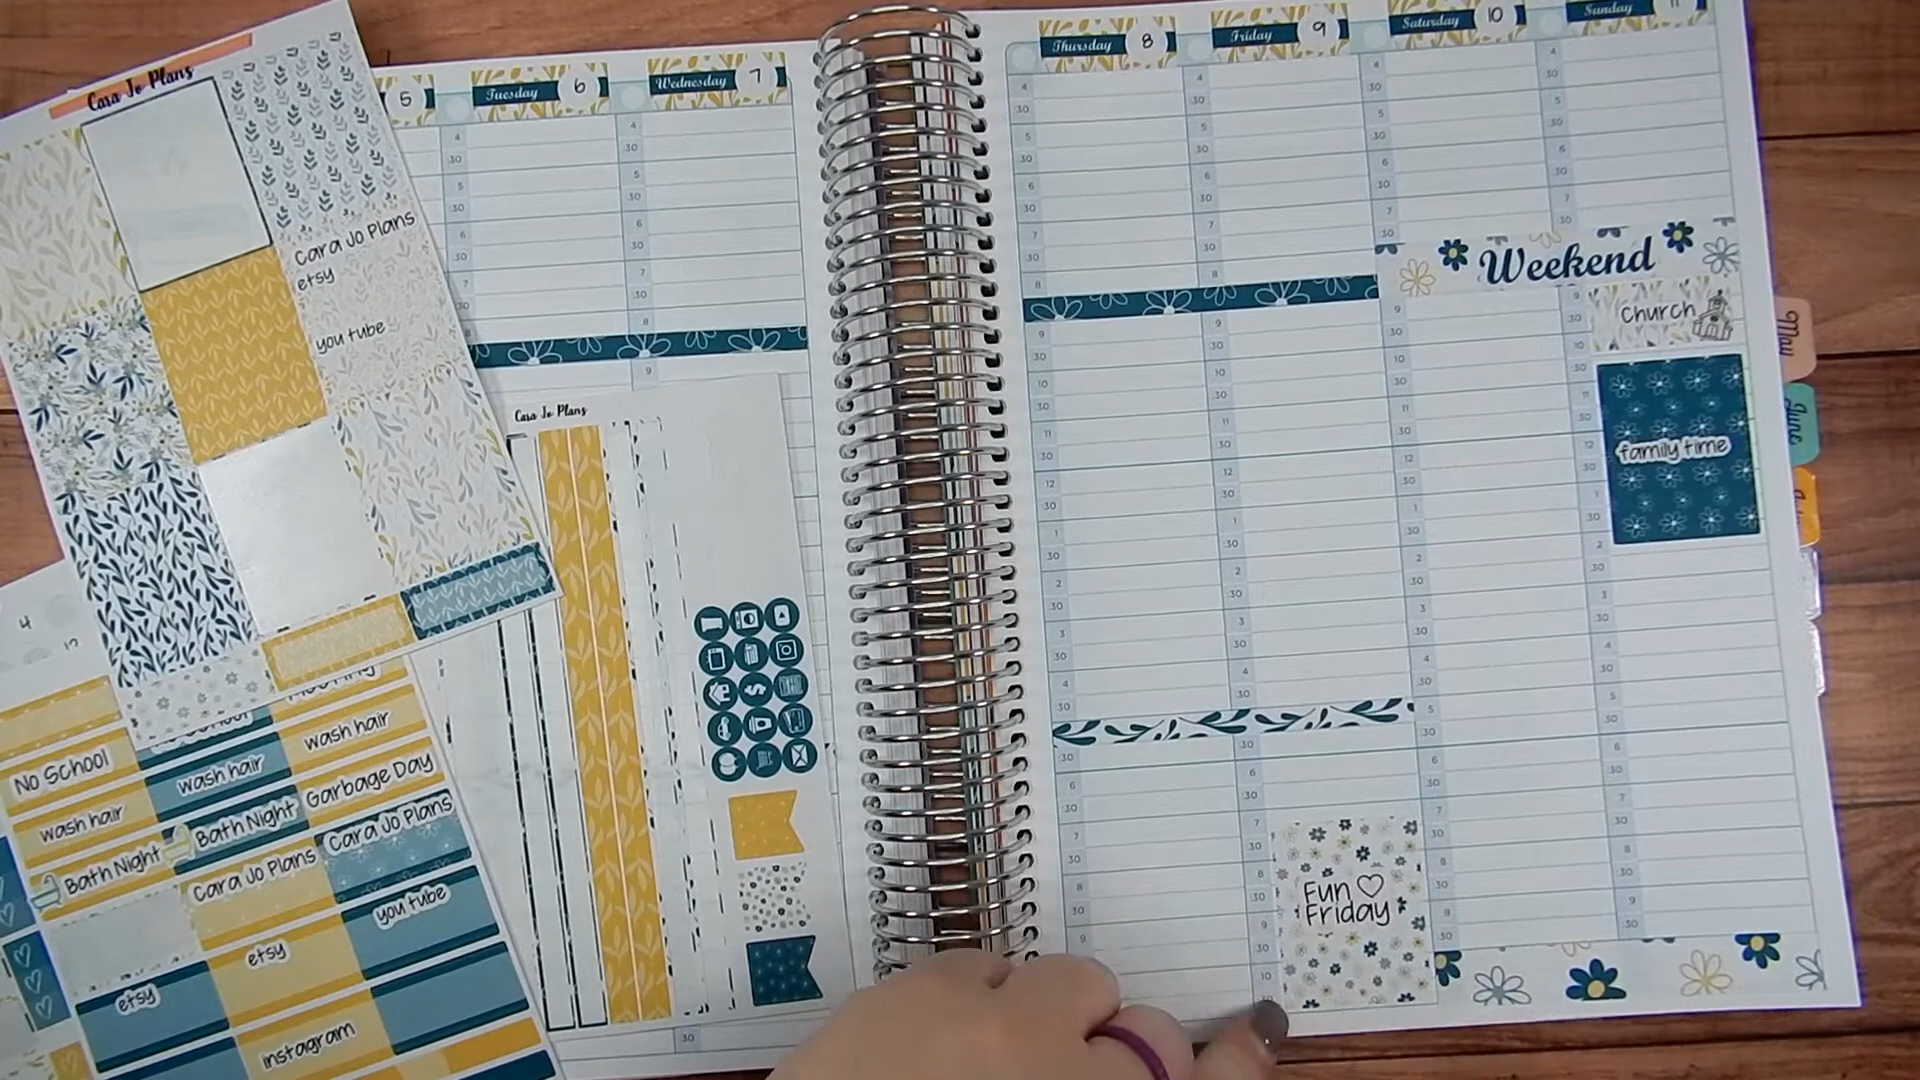 Cara Jo Plans
Cara Jo Plans
etsy
you tube
5
Tuesday 6
Wednesday 7
Thursday 8
Friday 9
Saturday 10
Sunday 11
Weekend
Church
family time
Fun
Friday
Cara Jo Plans
No School
wash hair
wash hair
wash hair
Garbage Day
Bath Night
Bath Night
Cara Jo Plans
Cara Jo Plans
you tube
etsy
etsy
instagram
May
June